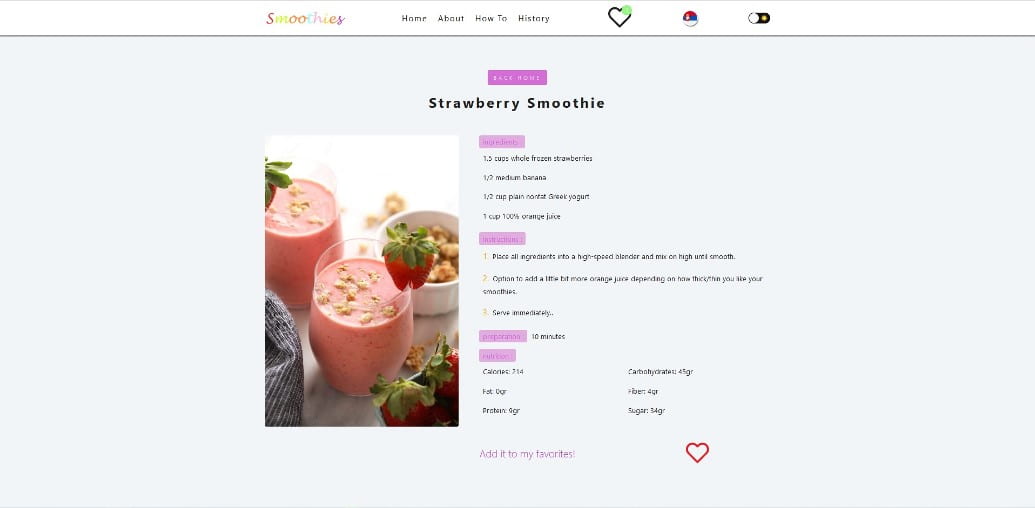 Smoothies
Home About How To History
BACK HOME
Strawberry Smoothie
ingredients :
1.5 cups whole frozen strawberries
1/2 medium banana
1/2 cup plain nonfat Greek yogurt
1 cup 100% orange juice
instructions :
1. Place all ingredients into a high-speed blender and mix on high until smooth.
2. Option to add a little bit more orange juice depending on how thick/thin you like your
smoothies.
3. Serve immediately..
preparation : 10 minutes
nutrition :
Calories: 214 Carbohydrates: 45gr
Fat: 0gr Fiber: 4gr
Protein: 9gr Sugar: 34gr
Add it to my favorites!